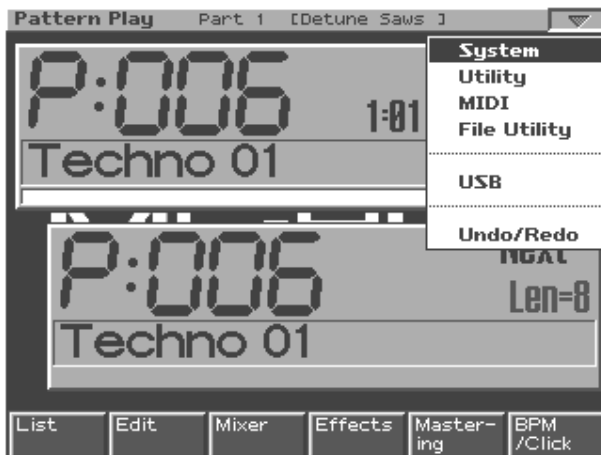 Pattern Play Part 1 [Detune Saws ]
System
Utility
MIDI
File Utility
USB
Undo/Redo
P:006 1:01
Techno 01
P:006 Next
Len=8
Techno 01
List Edit Mixer Effects Master-ing BPM/Click